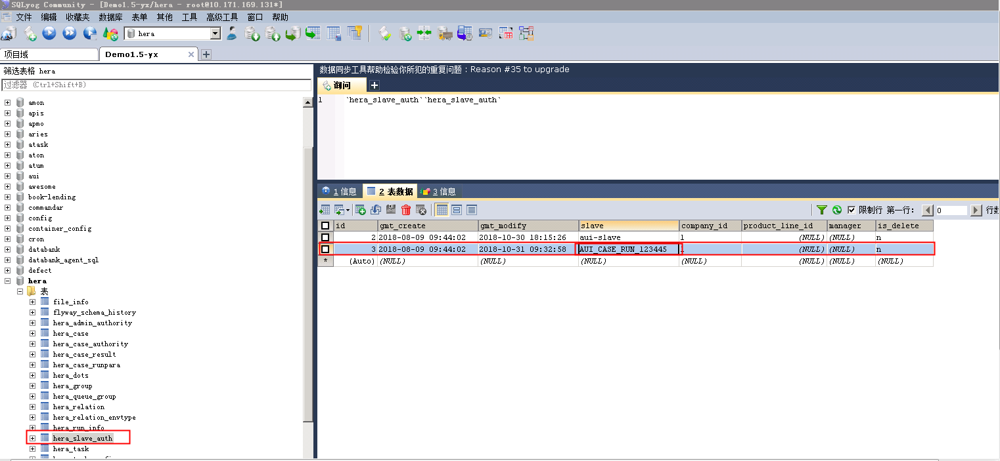 SQLyog Community - [Demo1.5-yx/hera - root@10.171.169.131*]
文件 编辑 收藏夹 数据库 表单 其他 工具 高级工具 窗口 帮助
hera
项目域 Demo1.5-yx
筛选表格 hera
过滤器 (Ctrl+Shift+B)
amon
apis
apmo
aries
atask
aton
atum
aui
awesome
book-lending
commandar
config
container_config
cron
databank
databank_agent_sql
defect
hera
表
file_info
flyway_schema_history
hera_admin_authority
hera_case
hera_case_authority
hera_case_result
hera_case_runpara
hera_dots
hera_group
hera_queue_group
hera_relation
hera_relation_envtype
hera_run_info
hera_slave_auth
hera_task
数据同步工具帮助检验你所犯的重复问题：Reason #35 to upgrade
询问
1 `hera_slave_auth``hera_slave_auth`
1 信息 2 表数据 3 信息
限制行 第一行: 0 行数
id gmt_create gmt_modify slave company_id product_line_id manager is_delete
2 2018-08-09 09:44:02 2018-10-30 18:15:26 aui-slave 1 (NULL) (NULL) n
3 2018-08-09 09:44:02 2018-10-31 09:32:58 AUI_CASE_RUN_123445 1 (NULL) (NULL) n
* (Auto) (NULL) (NULL) (NULL) (NULL) (NULL) (NULL) (NULL)